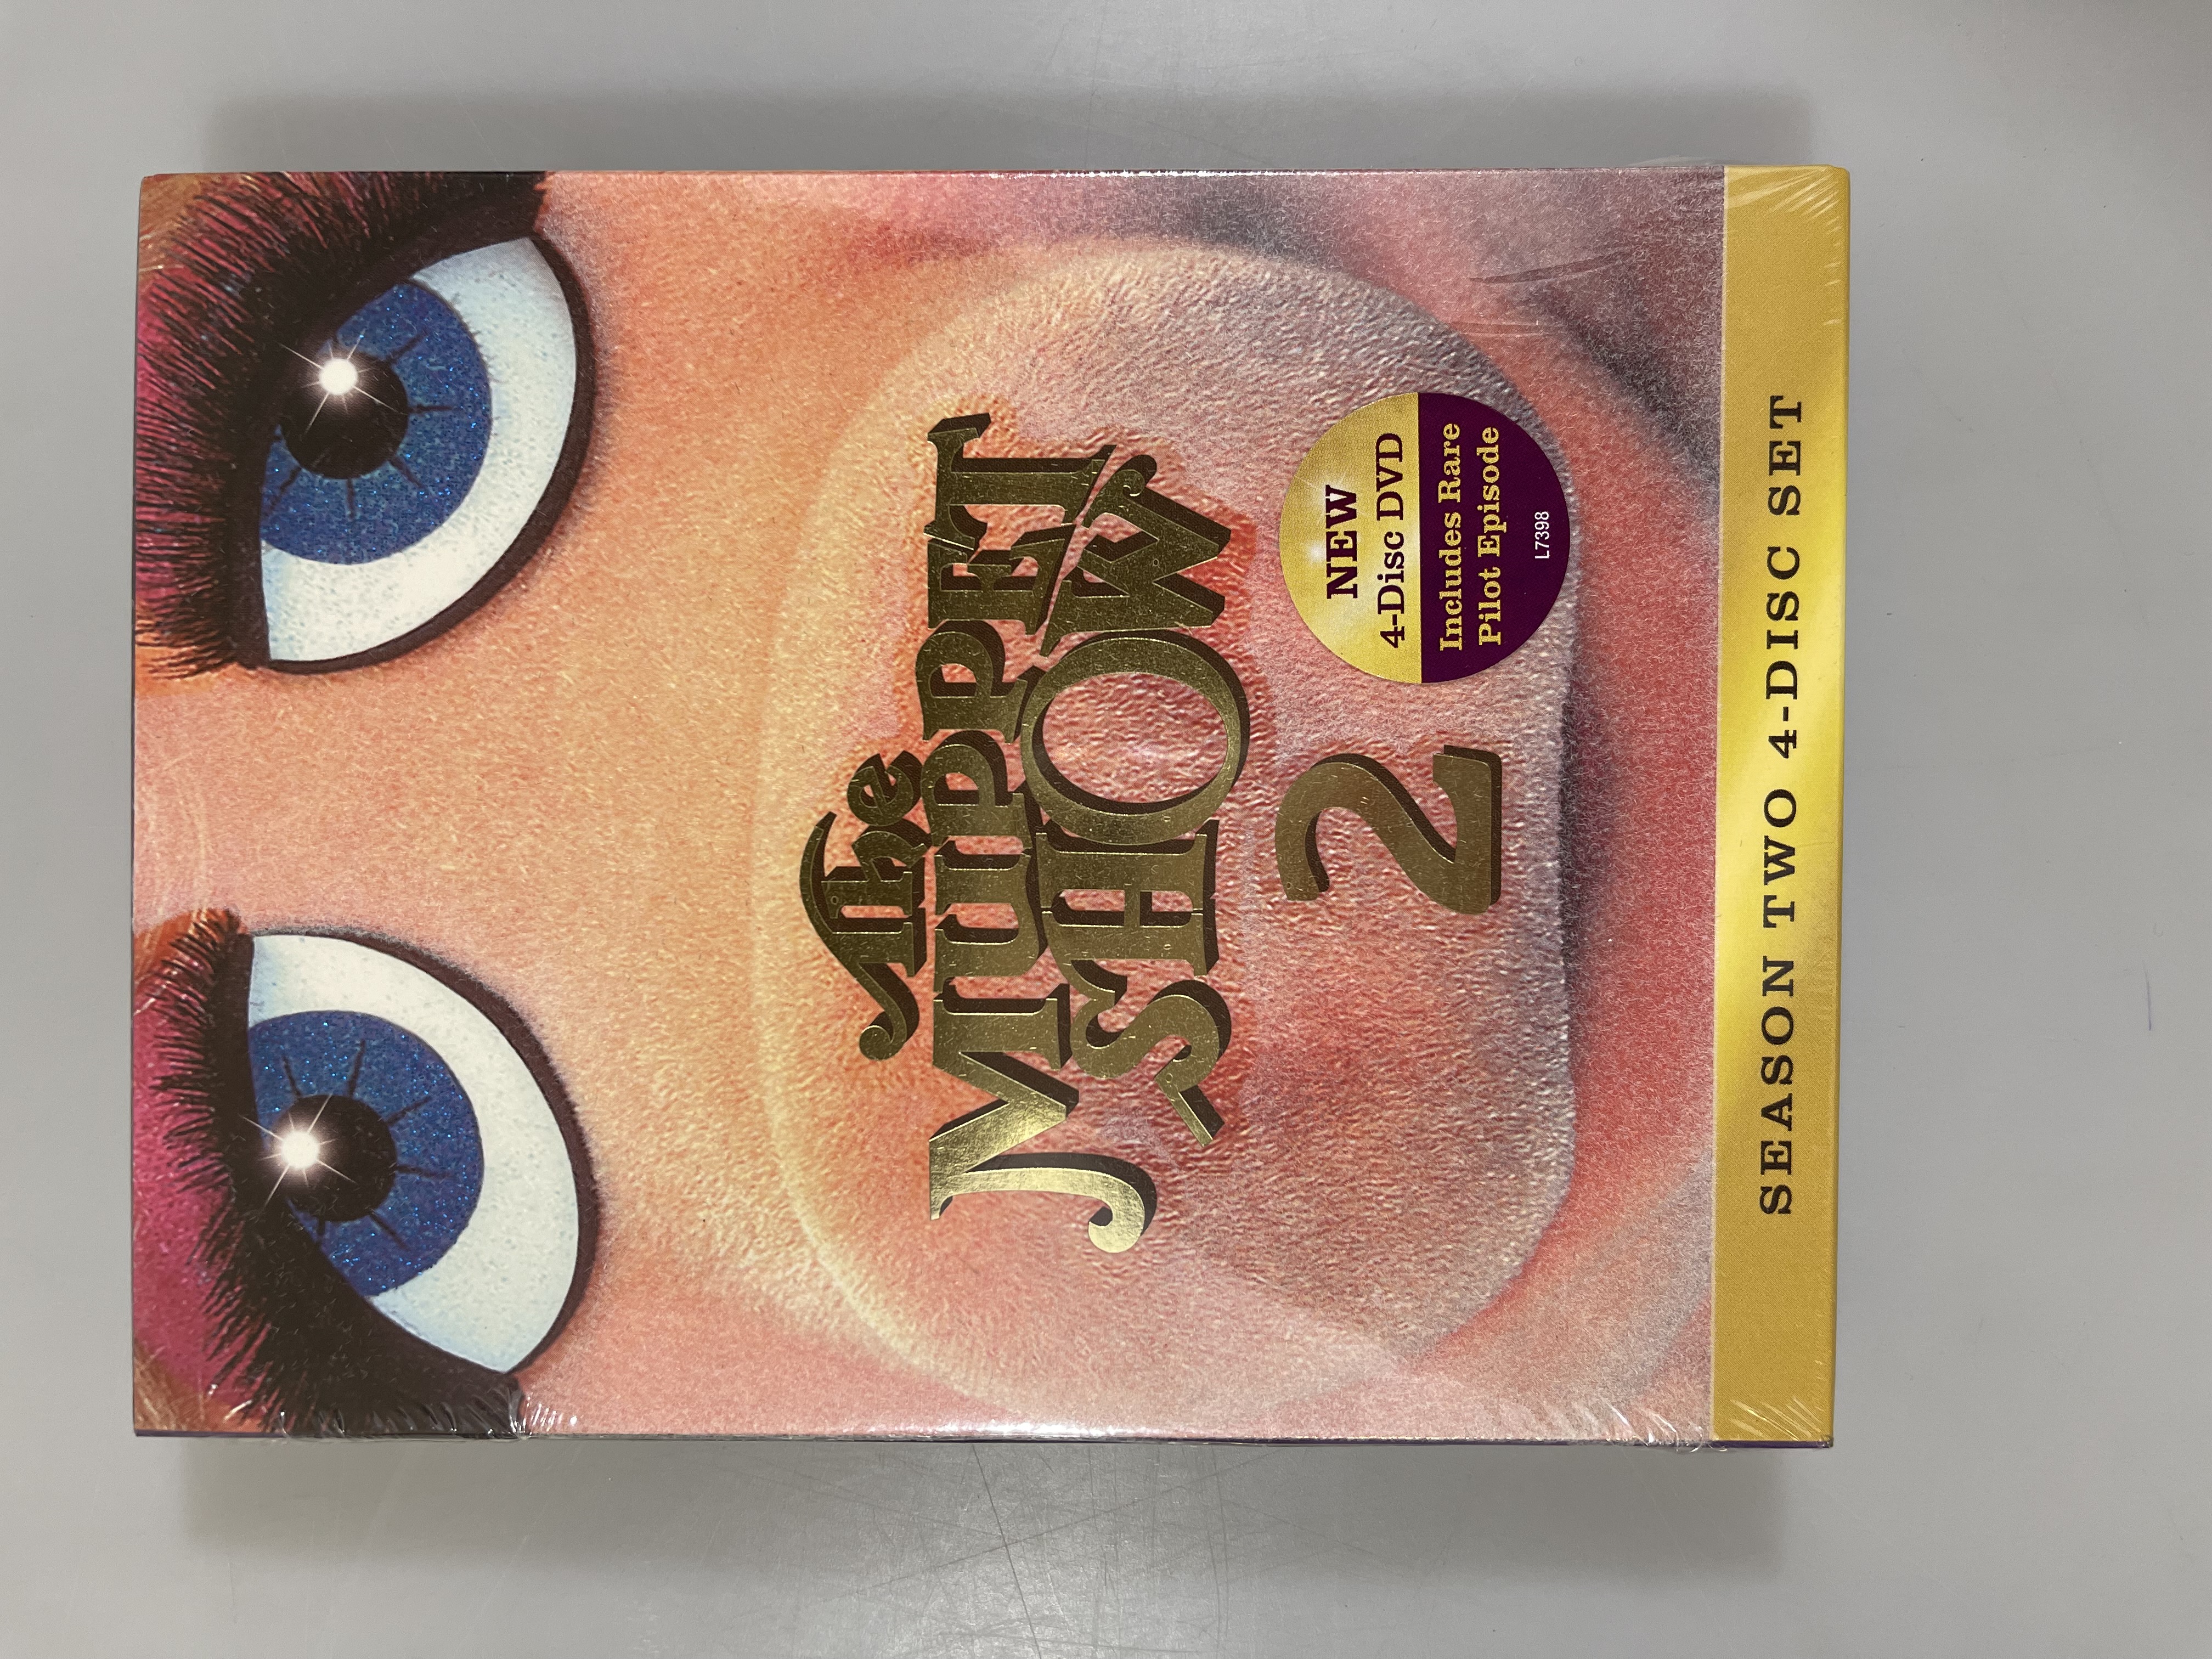 The
MUPPET
SHOW
2
NEW
4-Disc DVD
Includes Rare
Pilot Episode
L7398
SEASON TWO 4-DISC SET